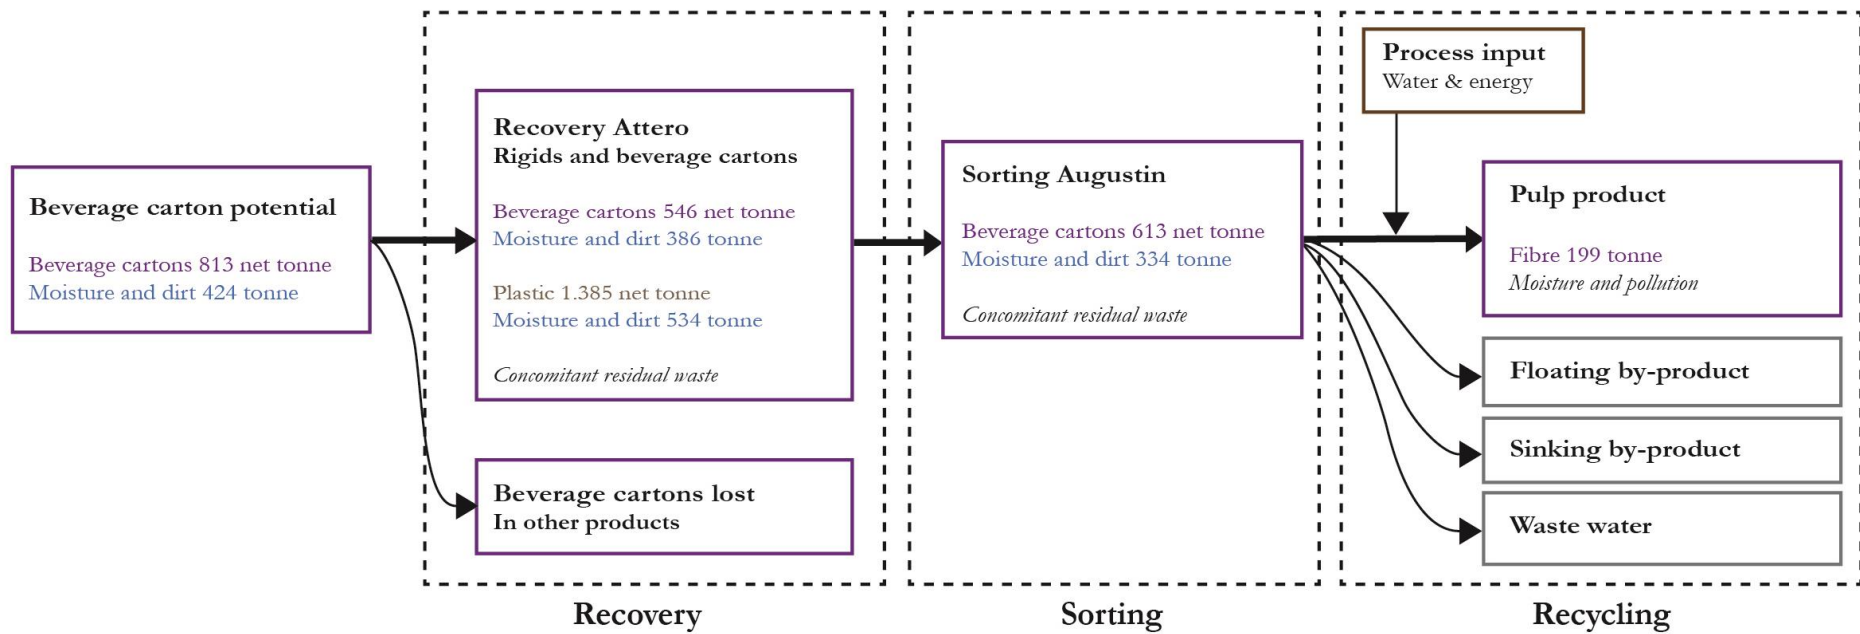 Beverage carton potential
Beverage cartons 813 net tonne
Moisture and dirt 424 tonne
Recovery Attero
Rigids and beverage cartons
Beverage cartons 546 net tonne
Moisture and dirt 386 tonne
Plastic 1.385 net tonne
Moisture and dirt 534 tonne
Concomitant residual waste
Beverage cartons lost
In other products
Recovery
Sorting Augustin
Beverage cartons 613 net tonne
Moisture and dirt 334 tonne
Concomitant residual waste
Sorting
Process input
Water & energy
Pulp product
Fibre 199 tonne
Moisture and pollution
Floating by-product
Sinking by-product
Waste water
Recycling